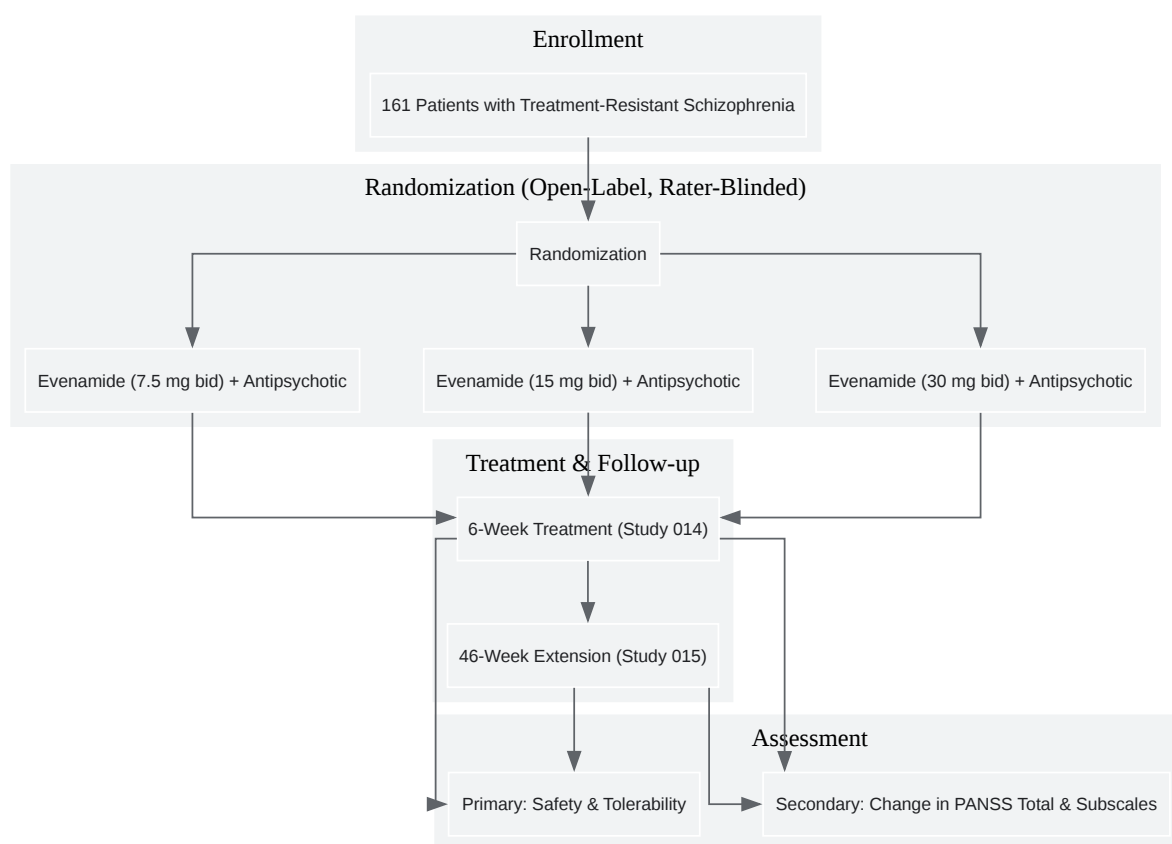 Enrollment
161 Patients with Treatment-Resistant Schizophrenia
Randomization (Open-Label, Rater-Blinded)
Randomization
Evenamide (7.5 mg bid) + Antipsychotic
Evenamide (15 mg bid) + Antipsychotic
Evenamide (30 mg bid) + Antipsychotic
Treatment & Follow-up
6-Week Treatment (Study 014)
46-Week Extension (Study 015)
Assessment
Primary: Safety & Tolerability
Secondary: Change in PANSS Total & Subscales